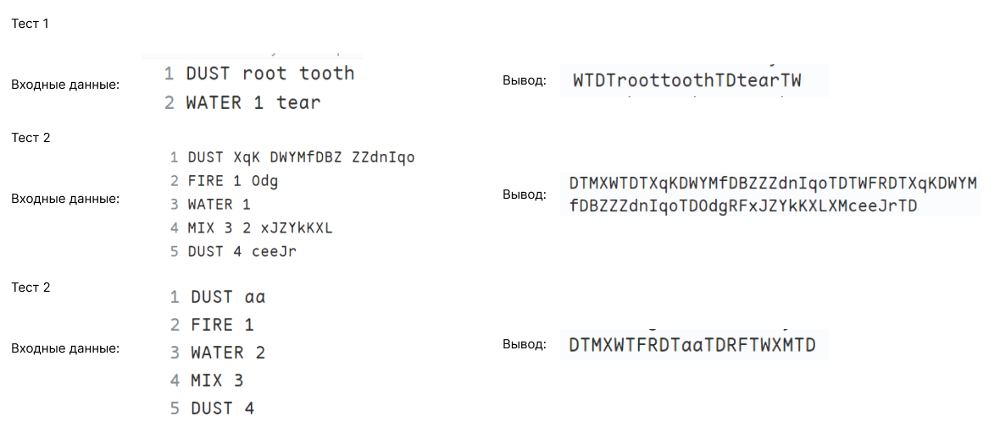 Тест 1
Входные данные:
1 DUST root tooth
2 WATER 1 tear
Вывод:
WTDTroottoothTDtearTW
Тест 2
Входные данные:
1 DUST XqK DWYMfDBZ ZZdnIqo
2 FIRE 1 Odg
3 WATER 1
4 MIX 3 2 xJZYkKXL
5 DUST 4 ceeJr
Вывод:
DTMXWTDTXqKDWYMfDBZZZdnIqoTDTWFRDTXqKDWYM
fDBZZZdnIqoTDOdgRFxJZYkKXLXMceeJrTD
Тест 2
Входные данные:
1 DUST aa
2 FIRE 1
3 WATER 2
4 MIX 3
5 DUST 4
Вывод:
DTMXWTFRDTaaTDRFTWXMTD